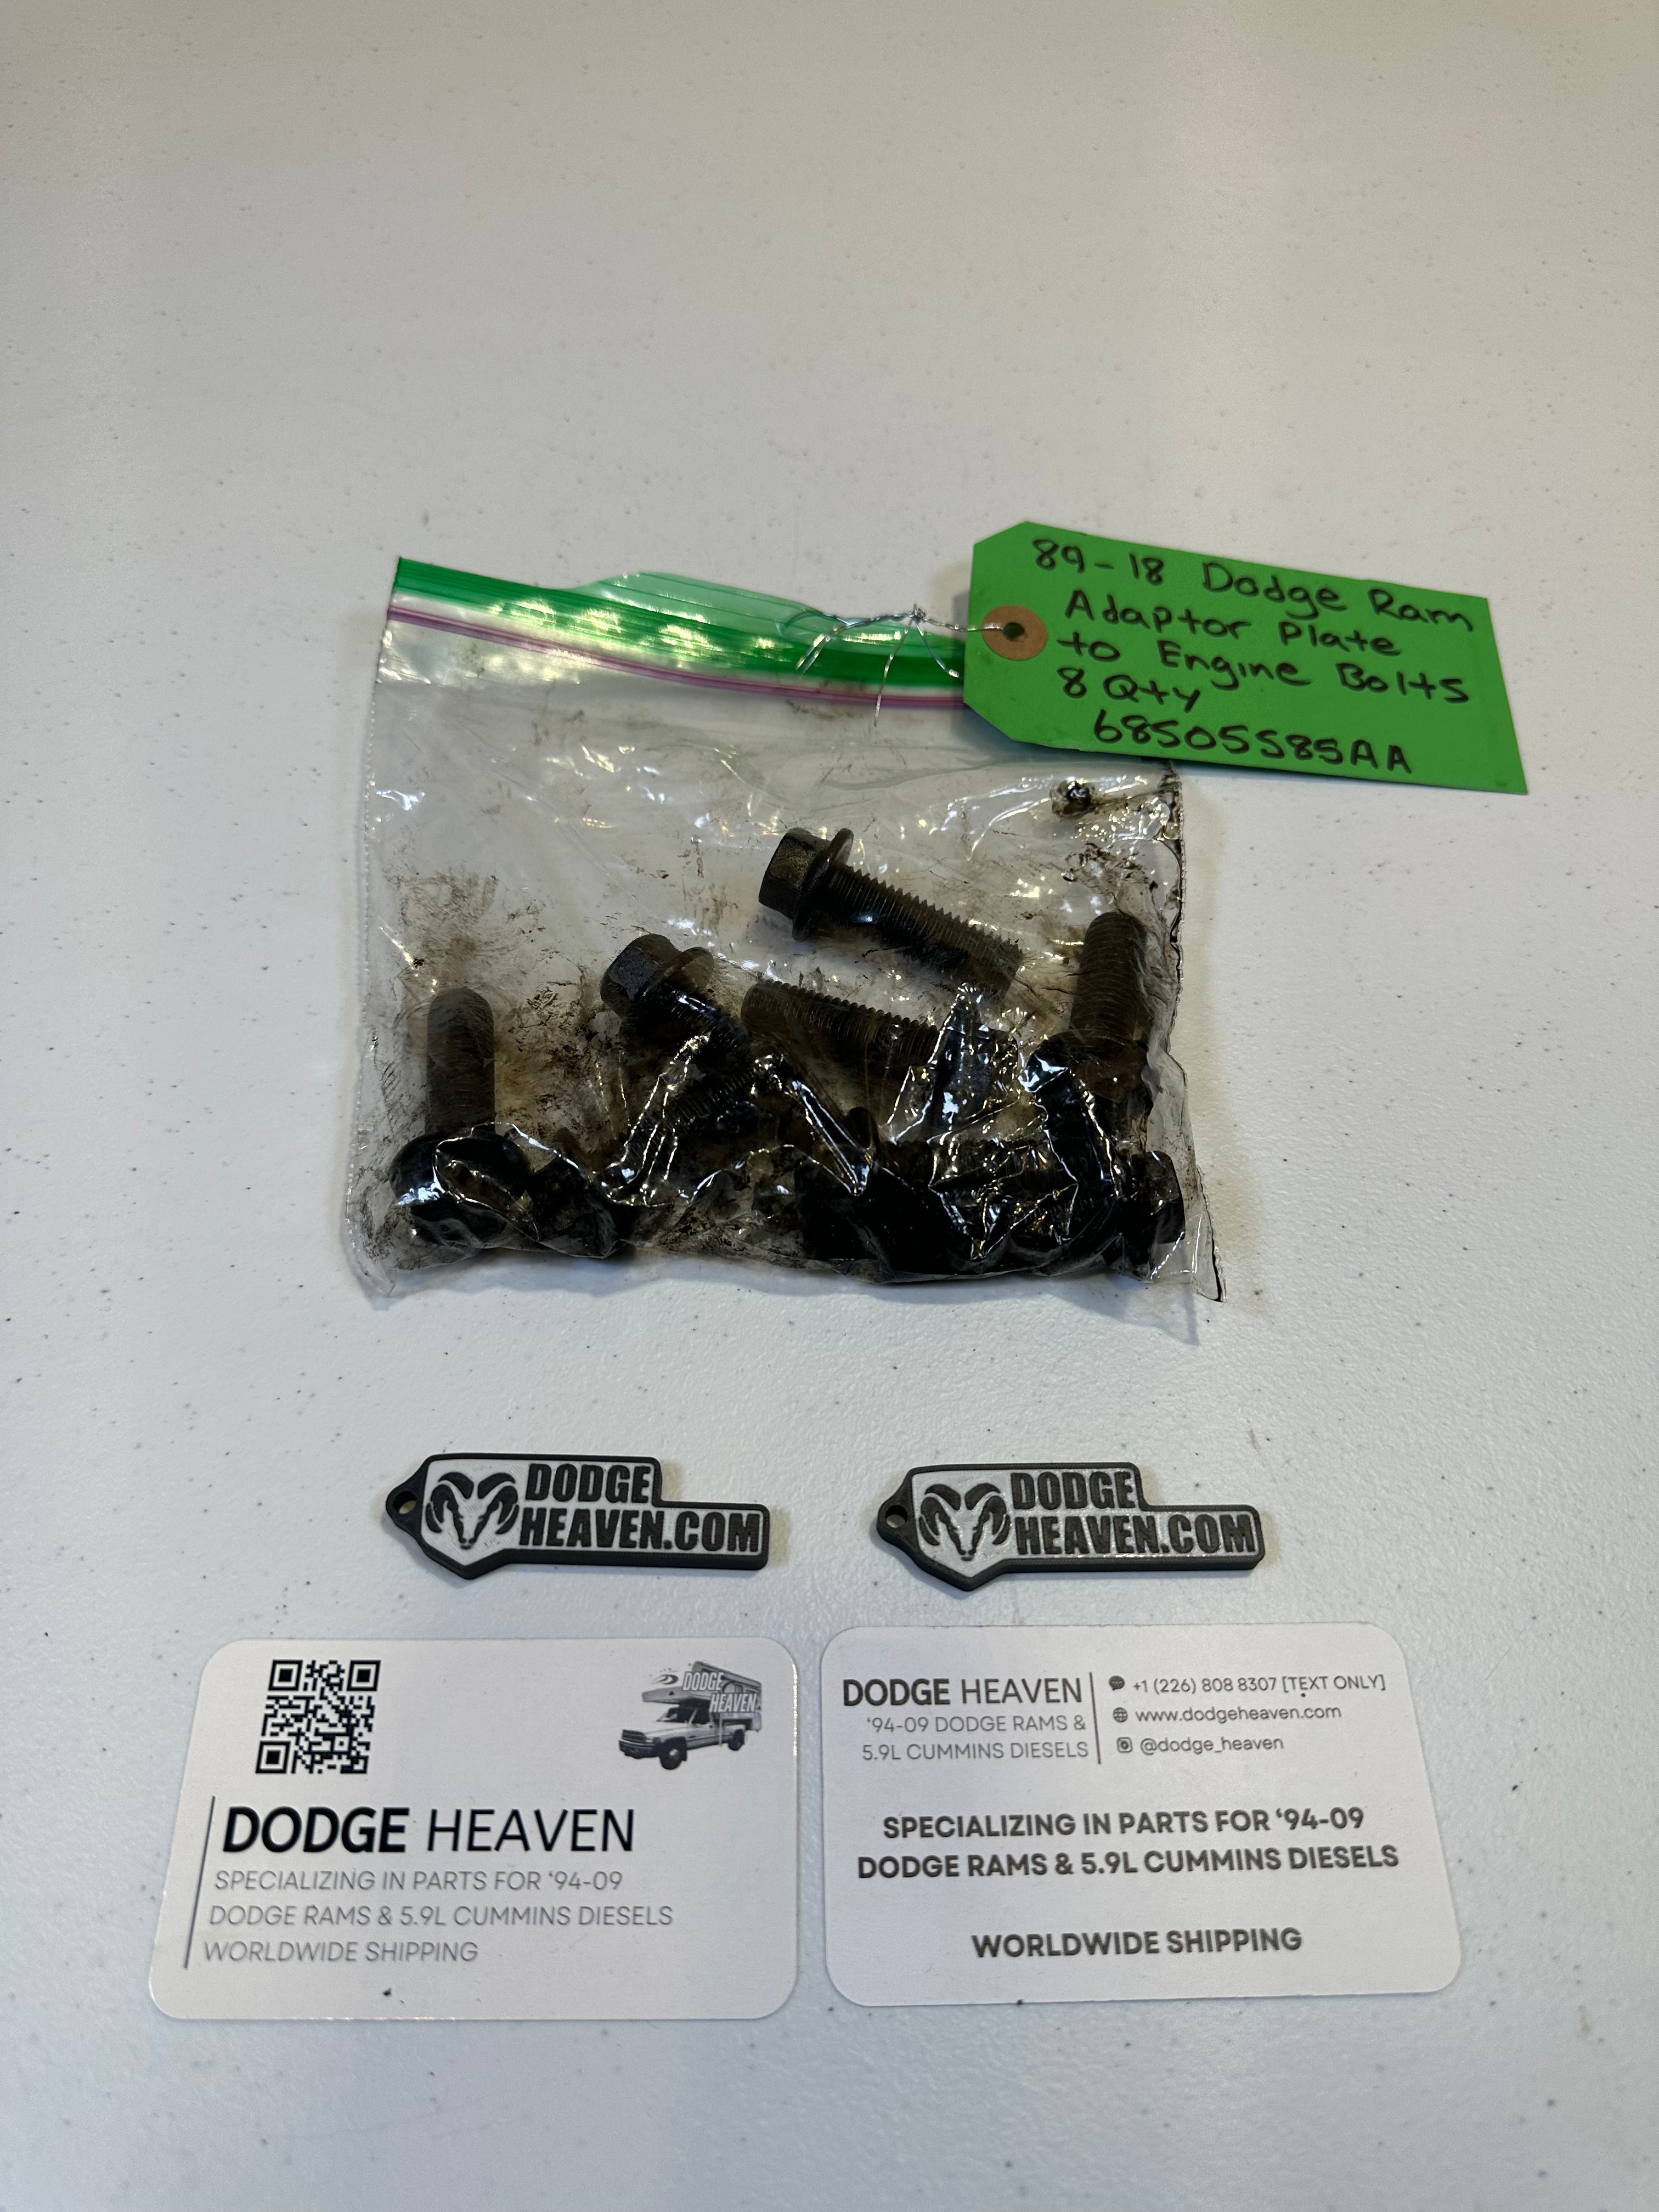 89-18 Dodge Ram
Adaptor Plate
to Engine Bolts
8 Qty
68505585AA
DODGE
HEAVEN.COM
DODGE
HEAVEN.COM
DODGE
HEAVEN
DODGE HEAVEN
SPECIALIZING IN PARTS FOR ‘94-09
DODGE RAMS & 5.9L CUMMINS DIESELS
WORLDWIDE SHIPPING
DODGE HEAVEN
‘94-09 DODGE RAMS &
5.9L CUMMINS DIESELS
+1 (226) 808 8307 [TEXT ONLY]
www.dodgeheaven.com
@dodge_heaven
SPECIALIZING IN PARTS FOR ‘94-09
DODGE RAMS & 5.9L CUMMINS DIESELS
WORLDWIDE SHIPPING